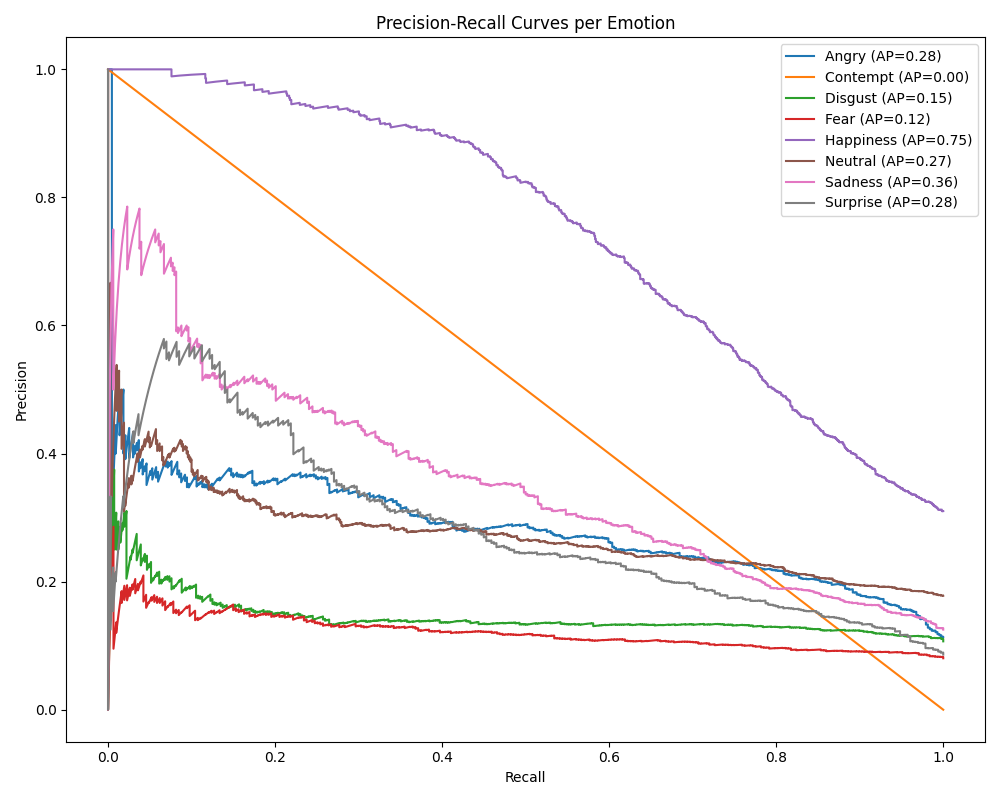 Precision-Recall Curves per Emotion
Angry (AP=0.28)
Contempt (AP=0.00)
Disgust (AP=0.15)
Fear (AP=0.12)
Happiness (AP=0.75)
Neutral (AP=0.27)
Sadness (AP=0.36)
Surprise (AP=0.28)
Precision
1.0
0.8
0.6
0.4
0.2
0.0
0.0 0.2 0.4 0.6 0.8 1.0
Recall